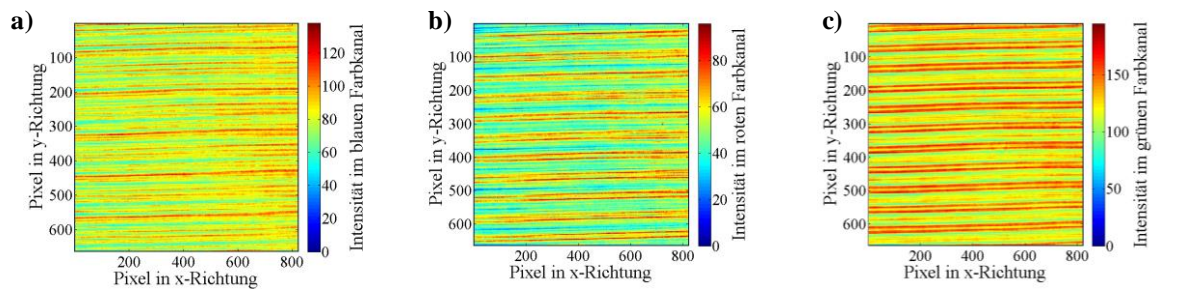 a)
Pixel in y-Richtung
100
200
300
400
500
600
200 400 600 800
Pixel in x-Richtung
120
100
80
60
40
20
0
Intensität im blauen Farbkanal
b)
Pixel in y-Richtung
100
200
300
400
500
600
200 400 600 800
Pixel in x-Richtung
80
60
40
20
0
Intensität im roten Farbkanal
c)
Pixel in y-Richtung
100
200
300
400
500
600
200 400 600 800
Pixel in x-Richtung
150
100
50
0
Intensität im grünen Farbkanal